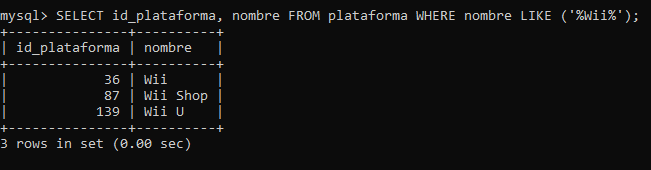 mysql> SELECT id_plataforma, nombre FROM plataforma WHERE nombre LIKE ('%Wii%');
+---------------+----------+
| id_plataforma | nombre   |
+---------------+----------+
|            36 | Wii      |
|            87 | Wii Shop |
|           139 | Wii U    |
+---------------+----------+
3 rows in set (0.00 sec)